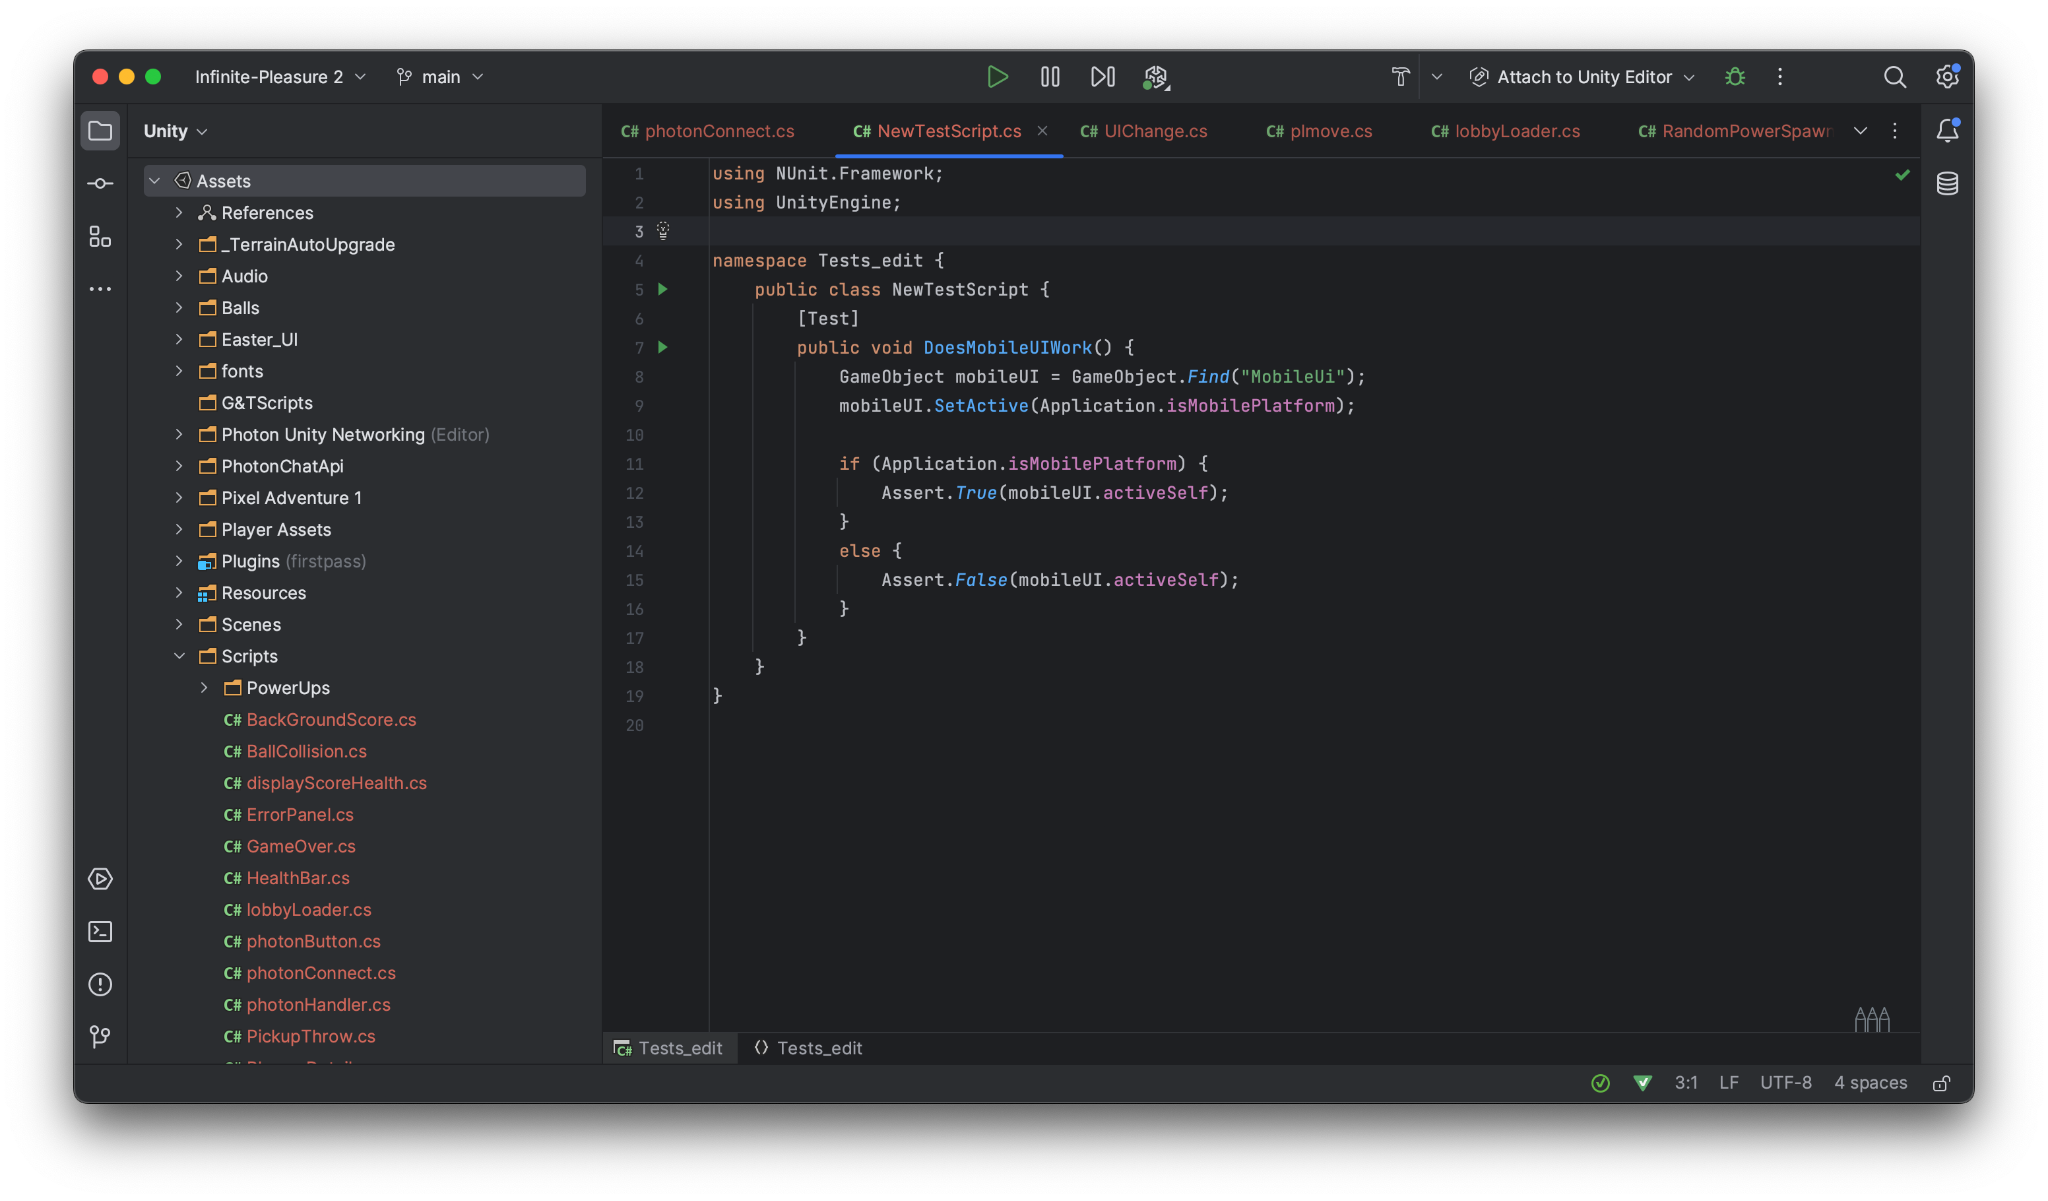 Infinite-Pleasure 2
main
Attach to Unity Editor
Unity
Assets
References
_TerrainAutoUpgrade
Audio
Balls
Easter_UI
fonts
G&TScripts
Photon Unity Networking (Editor)
PhotonChatApi
Pixel Adventure 1
Player Assets
Plugins (firstpass)
Resources
Scenes
Scripts
PowerUps
C# BackGroundScore.cs
C# BallCollision.cs
C# displayScoreHealth.cs
C# ErrorPanel.cs
C# GameOver.cs
C# HealthBar.cs
C# lobbyLoader.cs
C# photonButton.cs
C# photonConnect.cs
C# photonHandler.cs
C# PickupThrow.cs
C# photonConnect.cs
C# NewTestScript.cs
C# UIChange.cs
C# plmove.cs
C# lobbyLoader.cs
C# RandomPowerSpawr
1 using NUnit.Framework;
2 using UnityEngine;
3
4 namespace Tests_edit {
5 public class NewTestScript {
6 [Test]
7 public void DoesMobileUIWork() {
8 GameObject mobileUI = GameObject.Find("MobileUi");
9 mobileUI.SetActive(Application.isMobilePlatform);
10
11 if (Application.isMobilePlatform) {
12 Assert.True(mobileUI.activeSelf);
13 }
14 else {
15 Assert.False(mobileUI.activeSelf);
16 }
17 }
18 }
19 }
20
C# Tests_edit
Tests_edit
3:1 LF UTF-8 4 spaces